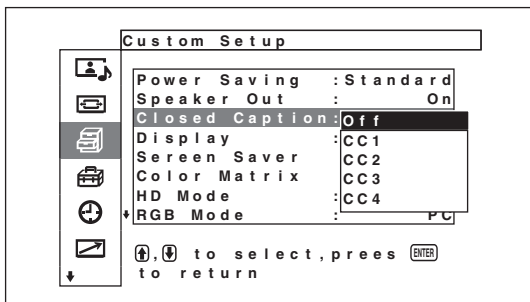 Custom Setup
Power Saving :Standard
Speaker Out : On
Closed Caption: Off
Display : CC1
Sereen Saver CC2
Color Matrix CC3
HD Mode : CC4
RGB Mode : PC
, to select,prees ENTER
to return